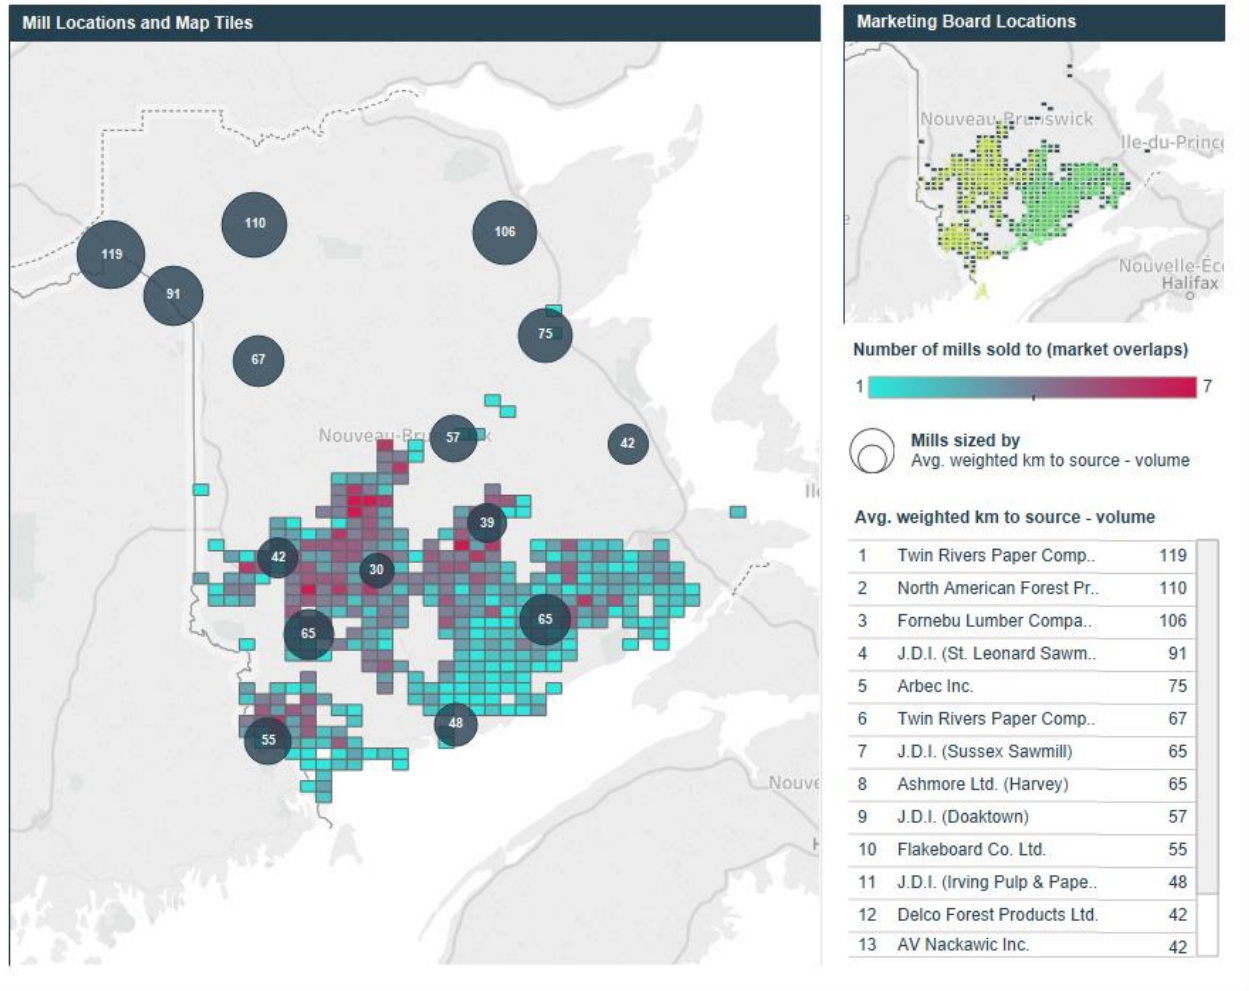 Mill Locations and Map Tiles
110
106
119
91
75
67
Nouveau-Bru
k
57
42
39
42
30
65
65
48
55
Nouve
Marketing Board Locations
Nouveau-Brunswick
Ile-du-Princ
Nouvelle-Éc
Halifax
Number of mills sold to (market overlaps)
1
7
Mills sized by
Avg. weighted km to source - volume
Avg. weighted km to source - volume
1 Twin Rivers Paper Comp.. 119
2 North American Forest Pr.. 110
3 Fornebu Lumber Compa.. 106
4 J.D.I. (St. Leonard Sawm.. 91
5 Arbec Inc. 75
6 Twin Rivers Paper Comp.. 67
7 J.D.I. (Sussex Sawmill) 65
8 Ashmore Ltd. (Harvey) 65
9 J.D.I. (Doaktown) 57
10 Flakeboard Co. Ltd. 55
11 J.D.I. (Irving Pulp & Pape.. 48
12 Delco Forest Products Ltd. 42
13 AV Nackawic Inc. 42